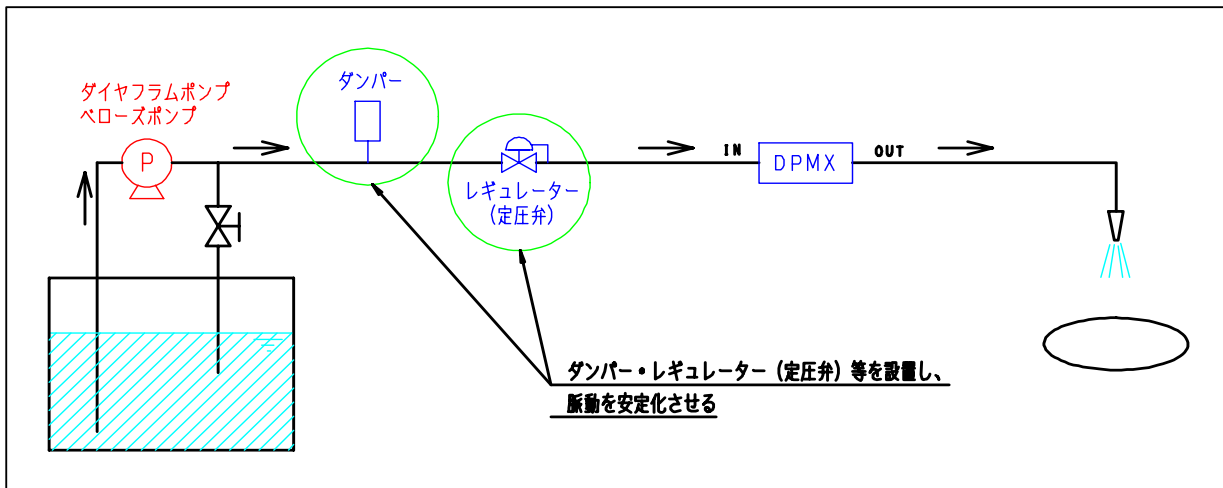 ダイヤフラムポンプ
ベローズポンプ
P
ダンパー
レギュレーター
(定圧弁)
IN
DPMX
OUT
ダンパー・レギュレーター (定圧弁) 等を設置し、
脈動を安定化させる